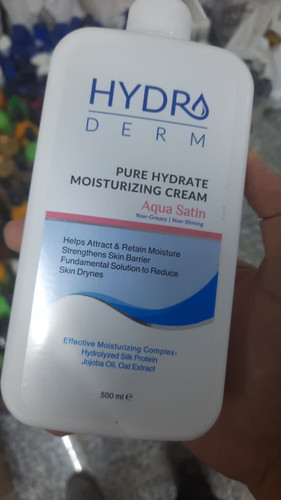 HYDRO
DERM
PURE HYDRATE
MOISTURIZING CREAM
Aqua Satin
Non-Greasy | Non-Shining
Helps Attract & Retain Moisture
Strengthens Skin Barrier
Fundamental Solution to Reduce
Skin Drynes
Effective Moisturizing Complex:
Hydrolyzed Silk Protein
Jojoba Oil, Oat Extract
500 ml ℮